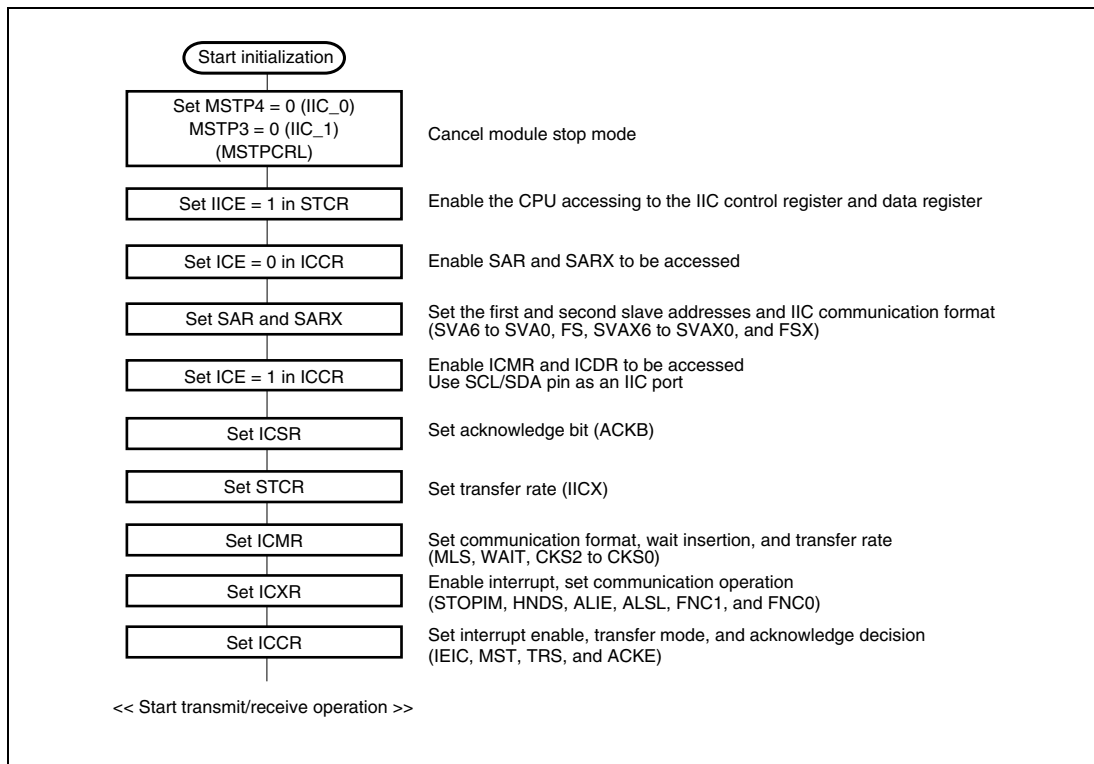 Start initialization
Set MSTP4 = 0 (IIC_0)
MSTP3 = 0 (IIC_1)
(MSTPCRL)
Cancel module stop mode
Set IICE = 1 in STCR
Enable the CPU accessing to the IIC control register and data register
Set ICE = 0 in ICCR
Enable SAR and SARX to be accessed
Set SAR and SARX
Set the first and second slave addresses and IIC communication format
(SVA6 to SVA0, FS, SVAX6 to SVAX0, and FSX)
Set ICE = 1 in ICCR
Enable ICMR and ICDR to be accessed
Use SCL/SDA pin as an IIC port
Set ICSR
Set acknowledge bit (ACKB)
Set STCR
Set transfer rate (IICX)
Set ICMR
Set communication format, wait insertion, and transfer rate
(MLS, WAIT, CKS2 to CKS0)
Set ICXR
Enable interrupt, set communication operation
(STOPIM, HNDS, ALIE, ALSL, FNC1, and FNC0)
Set ICCR
Set interrupt enable, transfer mode, and acknowledge decision
(IEIC, MST, TRS, and ACKE)
<< Start transmit/receive operation >>